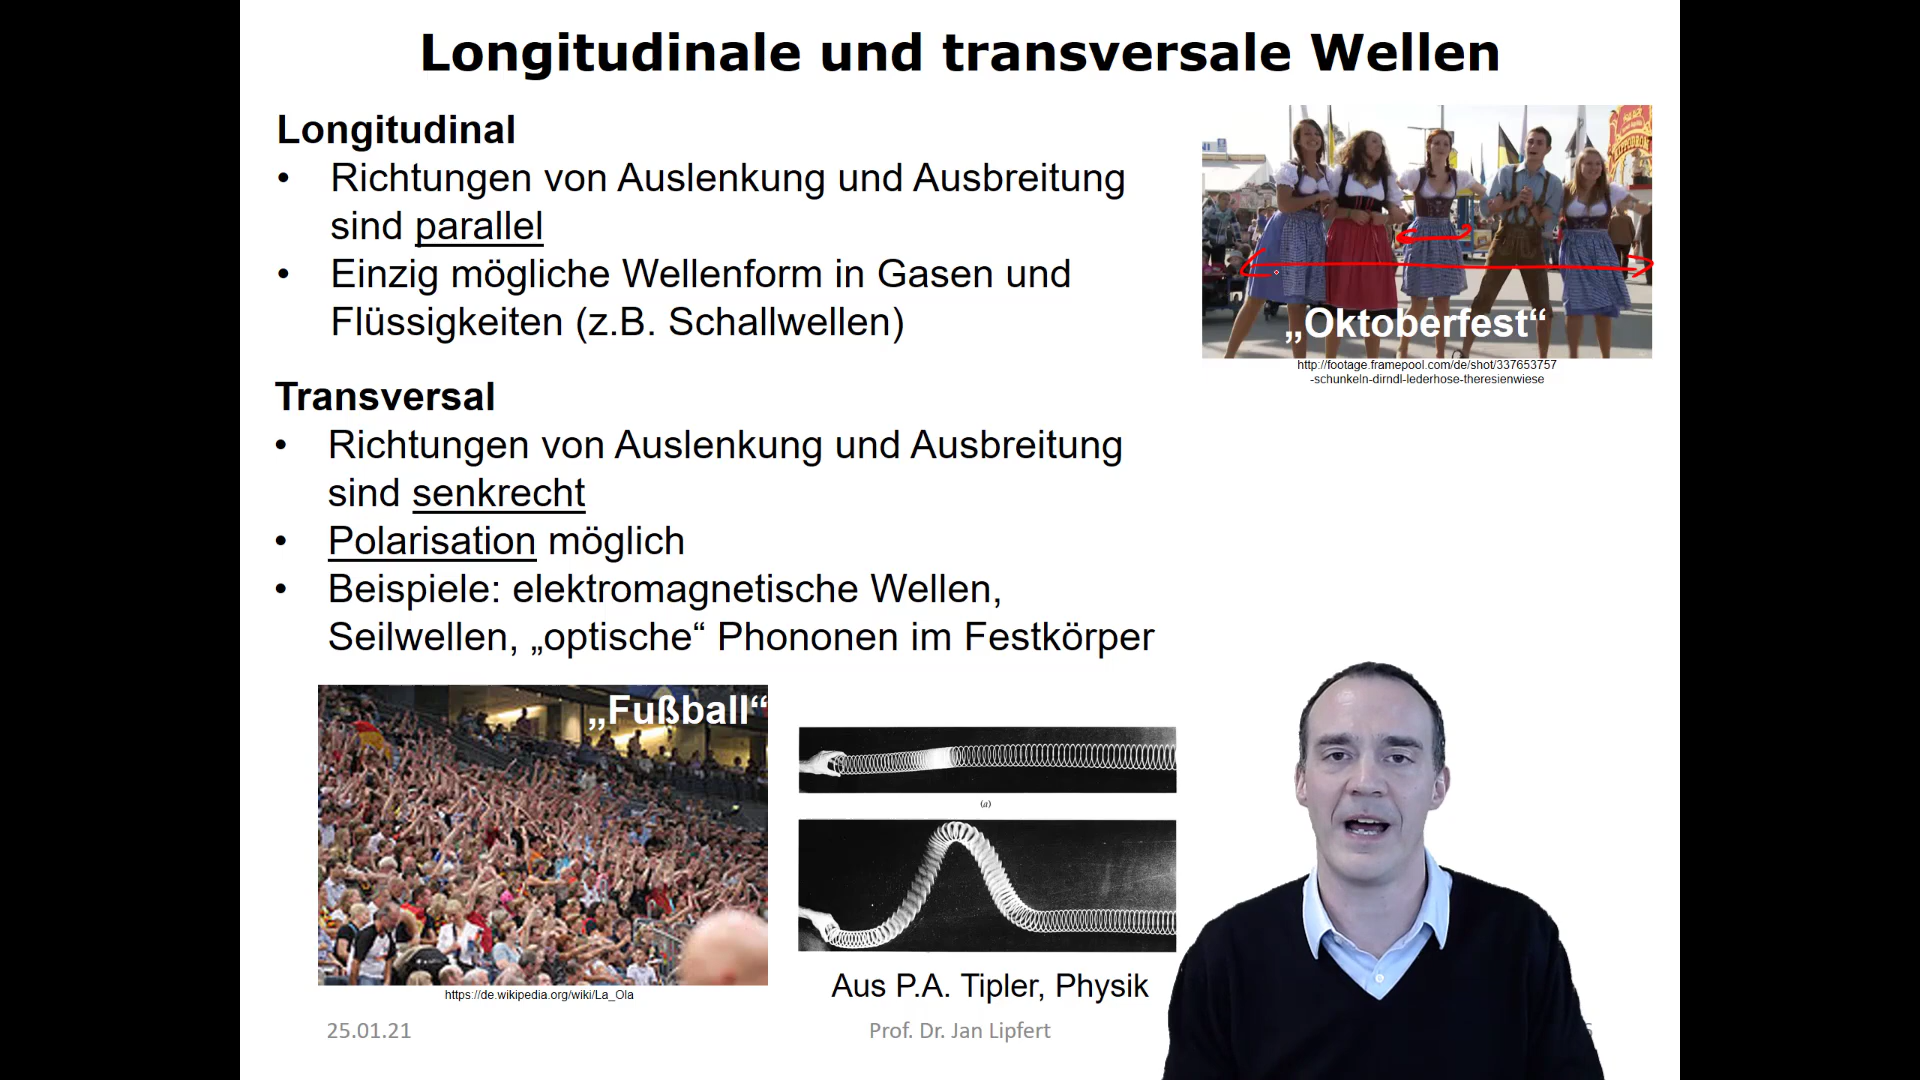 Longitudinale und transversale Wellen
Longitudinal
• Richtungen von Auslenkung und Ausbreitung
sind parallel
• Einzig mögliche Wellenform in Gasen und
Flüssigkeiten (z.B. Schallwellen)
„Oktoberfest“
http://footage.framepool.com/de/shot/337653757
-schunkeln-dirndl-lederhose-theresienwiese
Transversal
• Richtungen von Auslenkung und Ausbreitung
sind senkrecht
• Polarisation möglich
• Beispiele: elektromagnetische Wellen,
Seilwellen, „optische“ Phononen im Festkörper
„Fußball“
https://de.wikipedia.org/wiki/La_Ola
(a)
Aus P.A. Tipler, Physik
25.01.21
Prof. Dr. Jan Lipfert